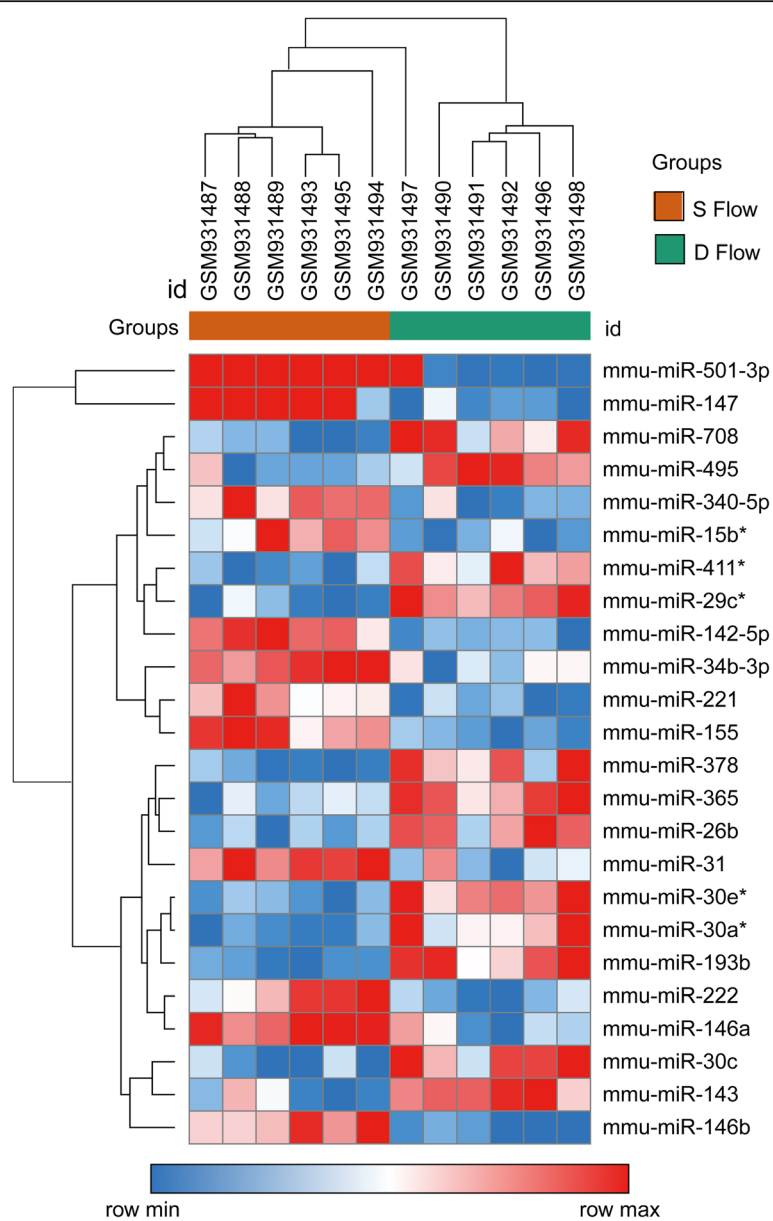 Groups
S Flow
D Flow
id
GSM931487
GSM931488
GSM931489
GSM931493
GSM931495
GSM931494
GSM931497
GSM931490
GSM931491
GSM931492
GSM931496
GSM931498
Groups
id
mmu-miR-501-3p
mmu-miR-147
mmu-miR-708
mmu-miR-495
mmu-miR-340-5p
mmu-miR-15b*
mmu-miR-411*
mmu-miR-29c*
mmu-miR-142-5p
mmu-miR-34b-3p
mmu-miR-221
mmu-miR-155
mmu-miR-378
mmu-miR-365
mmu-miR-26b
mmu-miR-31
mmu-miR-30e*
mmu-miR-30a*
mmu-miR-193b
mmu-miR-222
mmu-miR-146a
mmu-miR-30c
mmu-miR-143
mmu-miR-146b
row min
row max